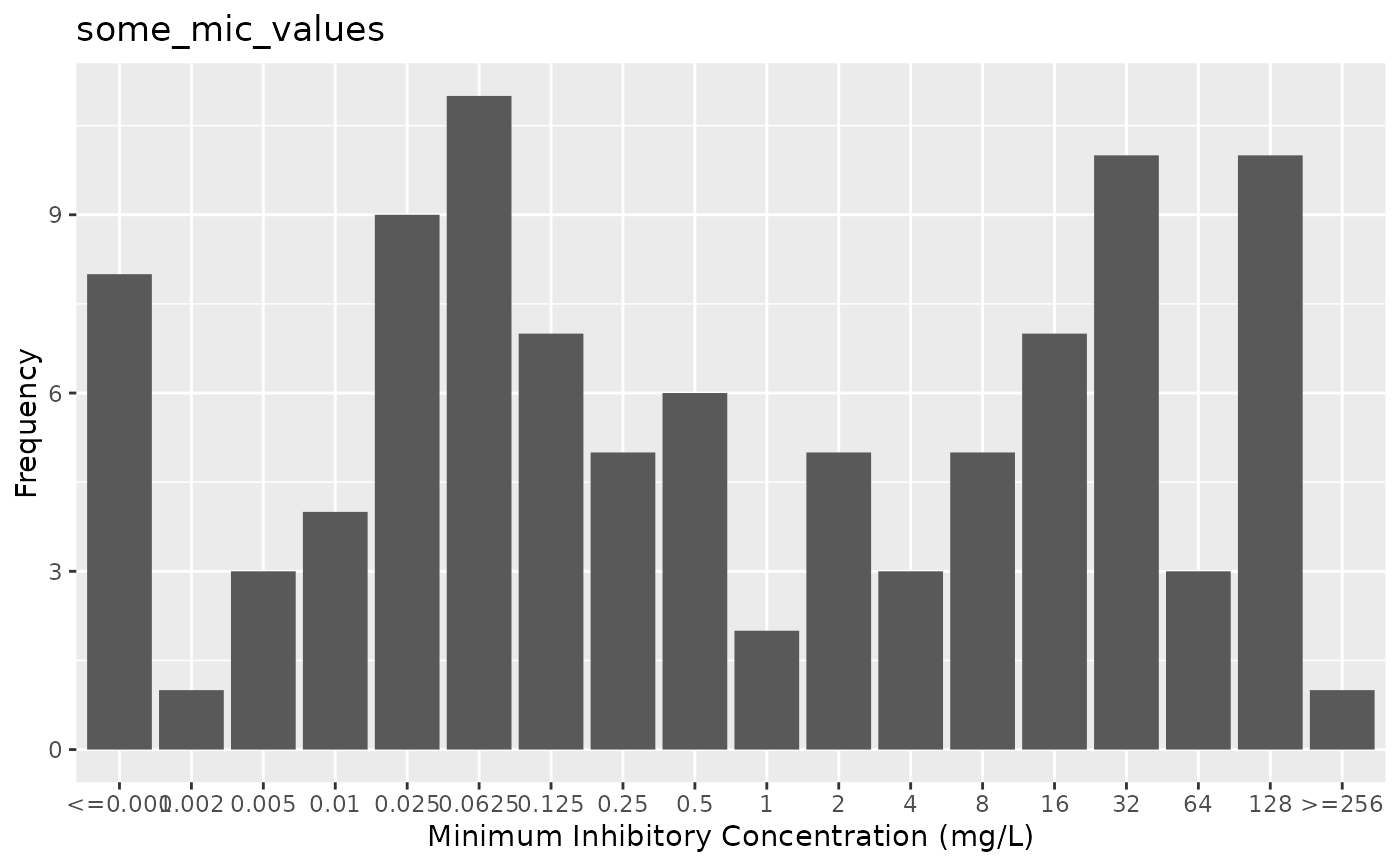 some_mic_values
Frequency
9
6
3
0
<=0.001 0.002 0.005 0.01 0.025 0.0625 0.125 0.25 0.5 1 2 4 8 16 32 64 128 >=256
Minimum Inhibitory Concentration (mg/L)